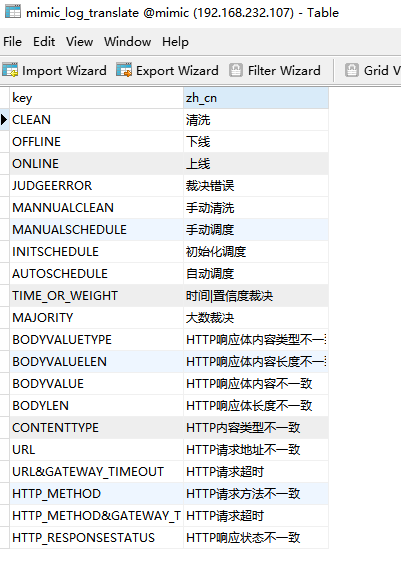 mimic_log_translate @mimic (192.168.232.107) - Table
File Edit View Window Help
Import Wizard Export Wizard Filter Wizard Grid V
key zh_cn
CLEAN 清洗
OFFLINE 下线
ONLINE 上线
JUDGEERROR 裁决错误
MANNUALCLEAN 手动清洗
MANUALSCHEDULE 手动调度
INITSCHEDULE 初始化调度
AUTOSCHEDULE 自动调度
TIME_OR_WEIGHT 时间|置信度裁决
MAJORITY 大数裁决
BODYVALUETYPE HTTP响应体内容类型不一致
BODYVALUELEN HTTP响应体内容长度不一致
BODYVALUE HTTP响应体内容不一致
BODYLEN HTTP响应体长度不一致
CONTENTTYPE HTTP内容类型不一致
URL HTTP请求地址不一致
URL&GATEWAY_TIMEOUT HTTP请求超时
HTTP_METHOD HTTP请求方法不一致
HTTP_METHOD&GATEWAY_T HTTP请求超时
HTTP_RESPONSESTATUS HTTP响应状态不一致